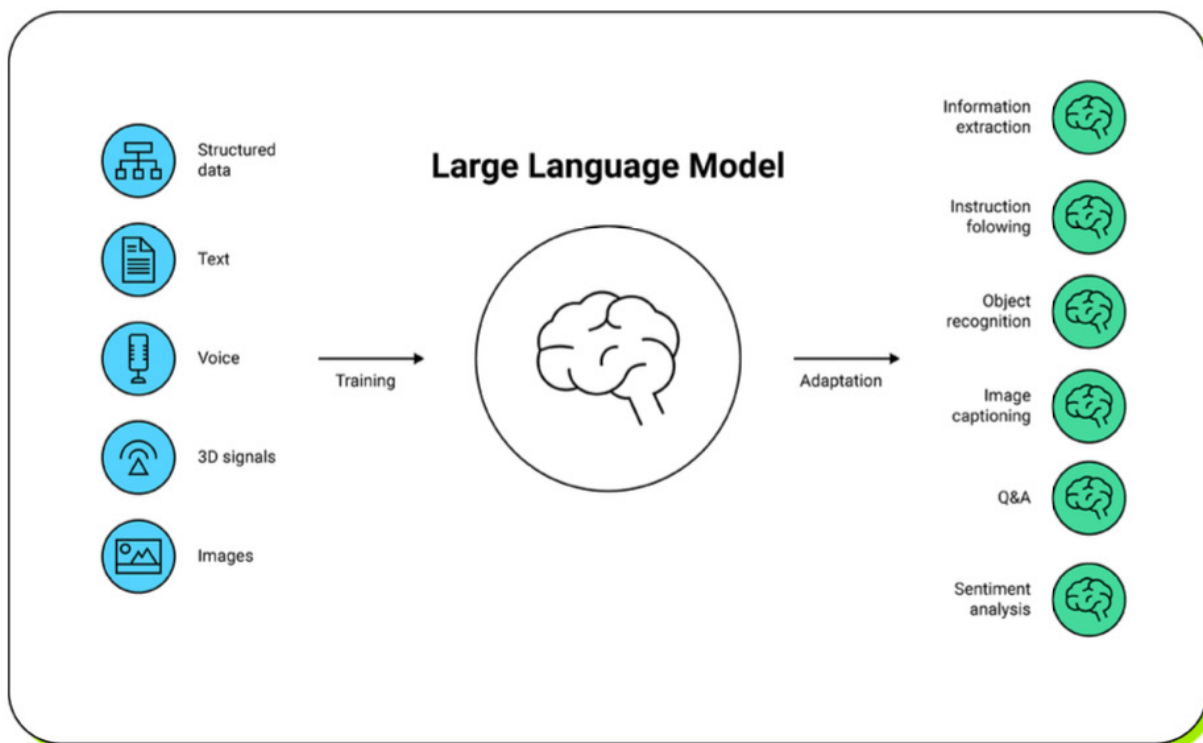 Large Language Model
Structured
data
Text
Voice
3D signals
Images
Training
Adaptation
Information
extraction
Instruction
folowing
Object
recognition
Image
captioning
Q&A
Sentiment
analysis